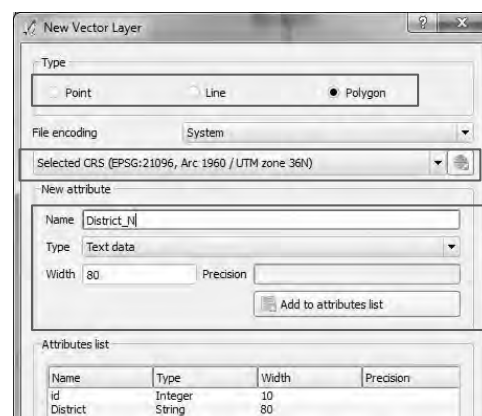 New Vector Layer
Type
Point Line Polygon
File encoding System
Selected CRS (EPSG:21096, Arc 1960 / UTM zone 36N)
New attribute
Name District_N
Type Text data
Width 80 Precision
Add to attributes list
Attributes list
Name Type Width Precision
id Integer 10
District String 80